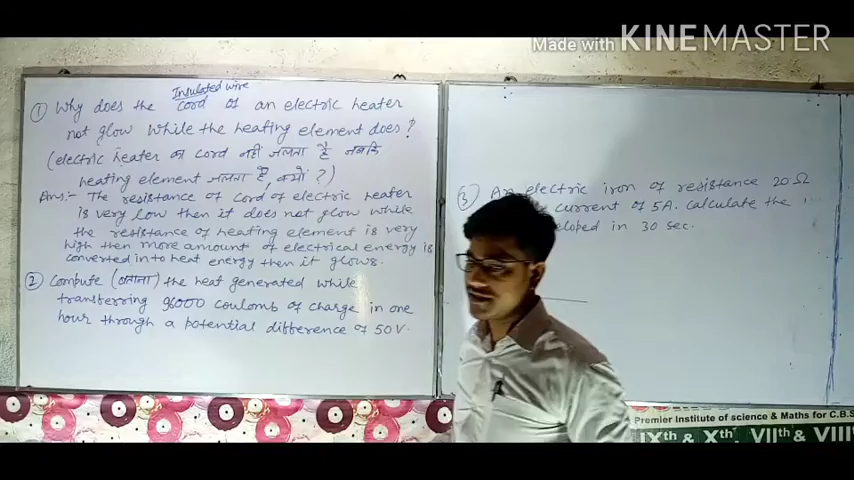 Made with KINEMASTER
Insulated wire
① Why does the cord of an electric heater
not glow while the heating element does?
(electric heater का cord नहीं जलता है जबकि
heating element जलता है, क्यों ?)
Ans:- The resistance of cord of electric heater
is very low then it does not glow while
the resistance of heating element is very
high then more amount of electrical energy is
converted into heat energy then it glows.
② Compute (      ) the heat generated while
transferring 96000 coulomb of charge in one
hour through a potential difference of 50V.
③ An electric iron of resistance 20Ω
current of 5A. Calculate the
eloped in 30 sec.
Premier Institute of Science & Maths for C.B.S
IXth & Xth VIIth & VIII